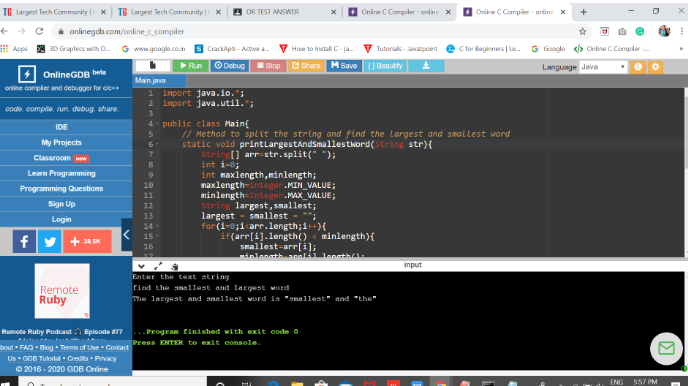 Largest Tech Community |
Largest Tech Community |
OR TEST ANSWER
Online C Compiler - online
Online C Compiler - online
onlinegdb.com/online_c_compiler
Apps
3D Graphics with O...
www.google.co.in
CrackApti - Active a...
How to Install C - ja...
Tutorials - Javatpoint
C for Beginners | Le...
Google
Online C Compiler -...
OnlineGDB beta
online compiler and debugger for c/c++
code. compile. run. debug. share.
IDE
My Projects
Classroom new
Learn Programming
Programming Questions
Sign Up
Login
38.5K
Remote
Ruby
Remote Ruby Podcast Episode #77
bout • FAQ • Blog • Terms of Use • Contact
Us • GDB Tutorial • Credits • Privacy
© 2016 - 2020 GDB Online
Run Debug Stop Share Save { } Beautify
Language Java
Main.java
1 import java.io.*;
2 import java.util.*;
3
4 public class Main{
5 // Method to split the string and find the largest and smallest word
6 static void printLargestAndSmallestWord(String str){
7 String[] arr=str.split(" ");
8 int i=0;
9 int maxlength,minlength;
10 maxlength=Integer.MIN_VALUE;
11 minlength=Integer.MAX_VALUE;
12 String largest,smallest;
13 largest = smallest = "";
14 for(i=0;i<arr.length;i++){
15 if(arr[i].length() < minlength){
16 smallest=arr[i];
17 minlength=arr[i].length();
input
Enter the text string
find the smallest and largest word
The largest and smallest word is "smallest" and "the"
...Program finished with exit code 0
Press ENTER to exit console.
ENG 5:57 PM